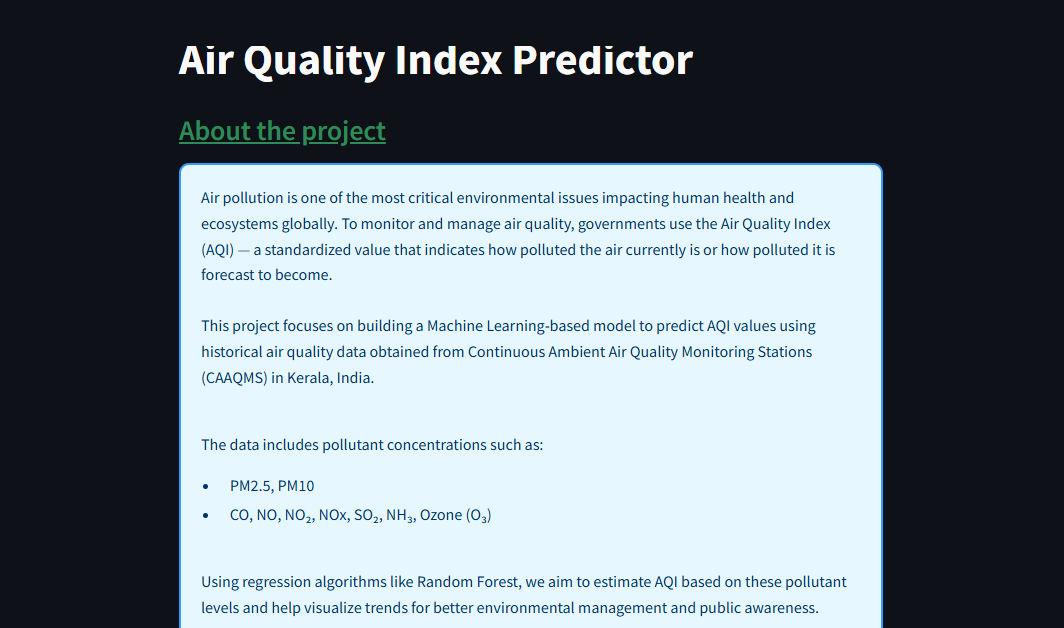 Air Quality Index Predictor
About the project
Air pollution is one of the most critical environmental issues impacting human health and
ecosystems globally. To monitor and manage air quality, governments use the Air Quality Index
(AQI) — a standardized value that indicates how polluted the air currently is or how polluted it is
forecast to become.
This project focuses on building a Machine Learning-based model to predict AQI values using
historical air quality data obtained from Continuous Ambient Air Quality Monitoring Stations
(CAAQMS) in Kerala, India.
The data includes pollutant concentrations such as:
• PM2.5, PM10
• CO, NO, NO₂, NOx, SO₂, NH₃, Ozone (O₃)
Using regression algorithms like Random Forest, we aim to estimate AQI based on these pollutant
levels and help visualize trends for better environmental management and public awareness.